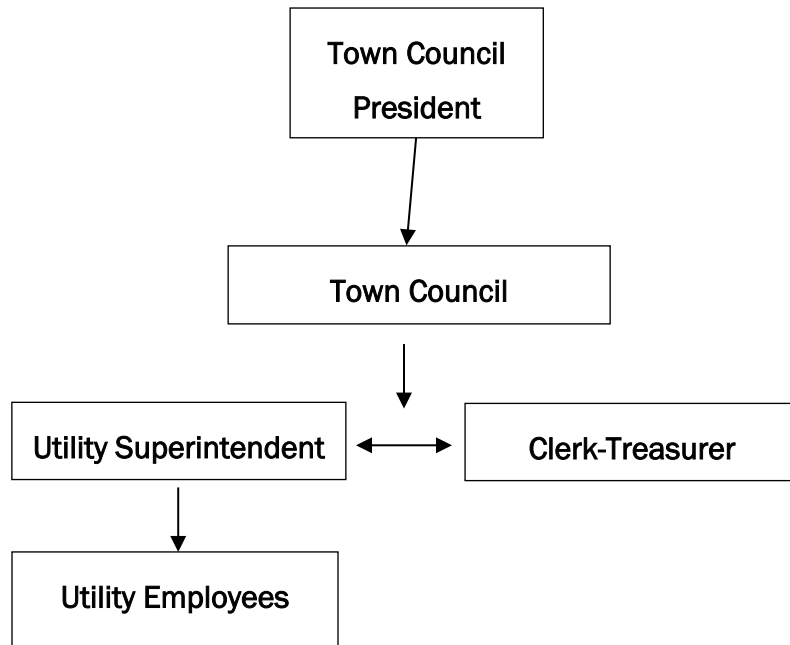 Town Council
President
Town Council
Utility Superintendent
Clerk-Treasurer
Utility Employees